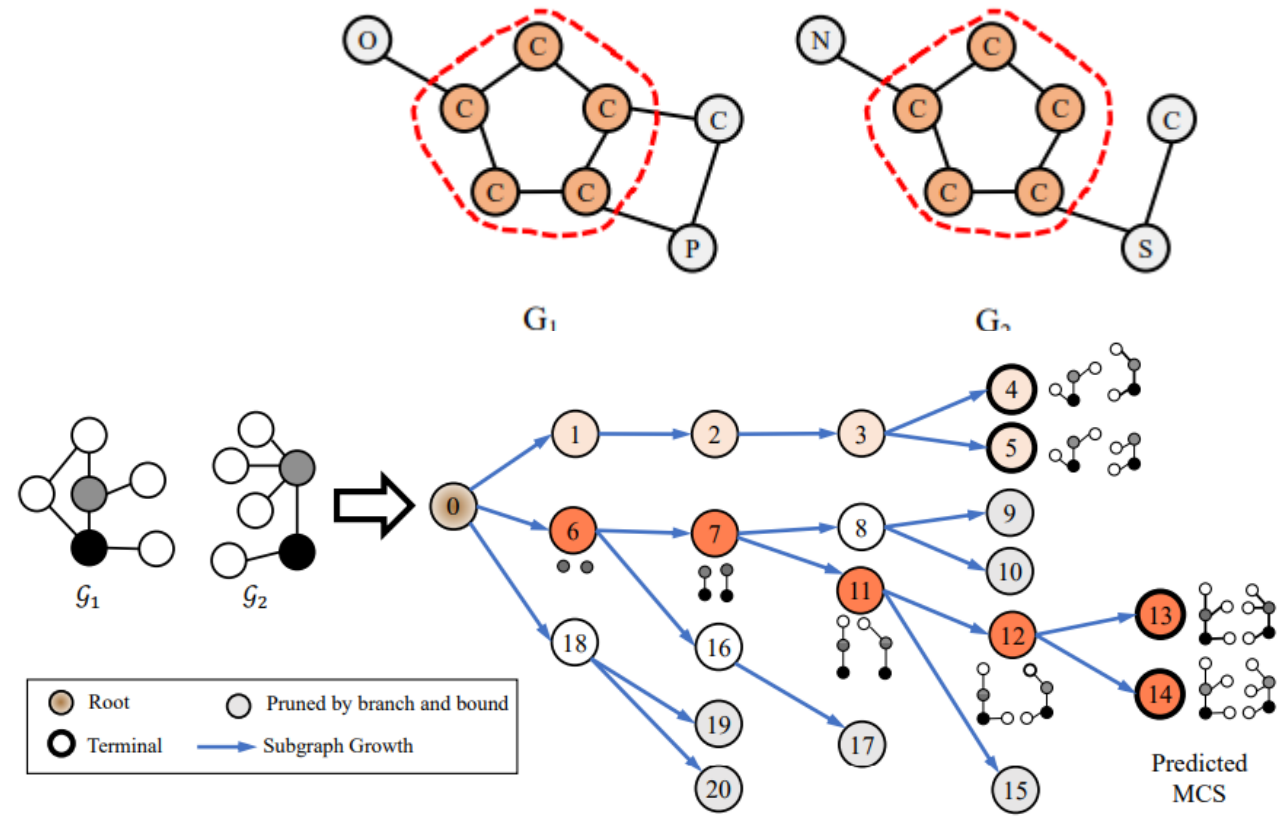 O
C
C
C
C
C
C
P
G₁
N
C
C
C
C
C
C
S
𝒢₁
𝒢₂
0
1
2
3
4
5
6
7
8
9
10
11
12
13
14
18
16
19
17
20
15
Root
Pruned by branch and bound
Terminal
Subgraph Growth
Predicted
MCS